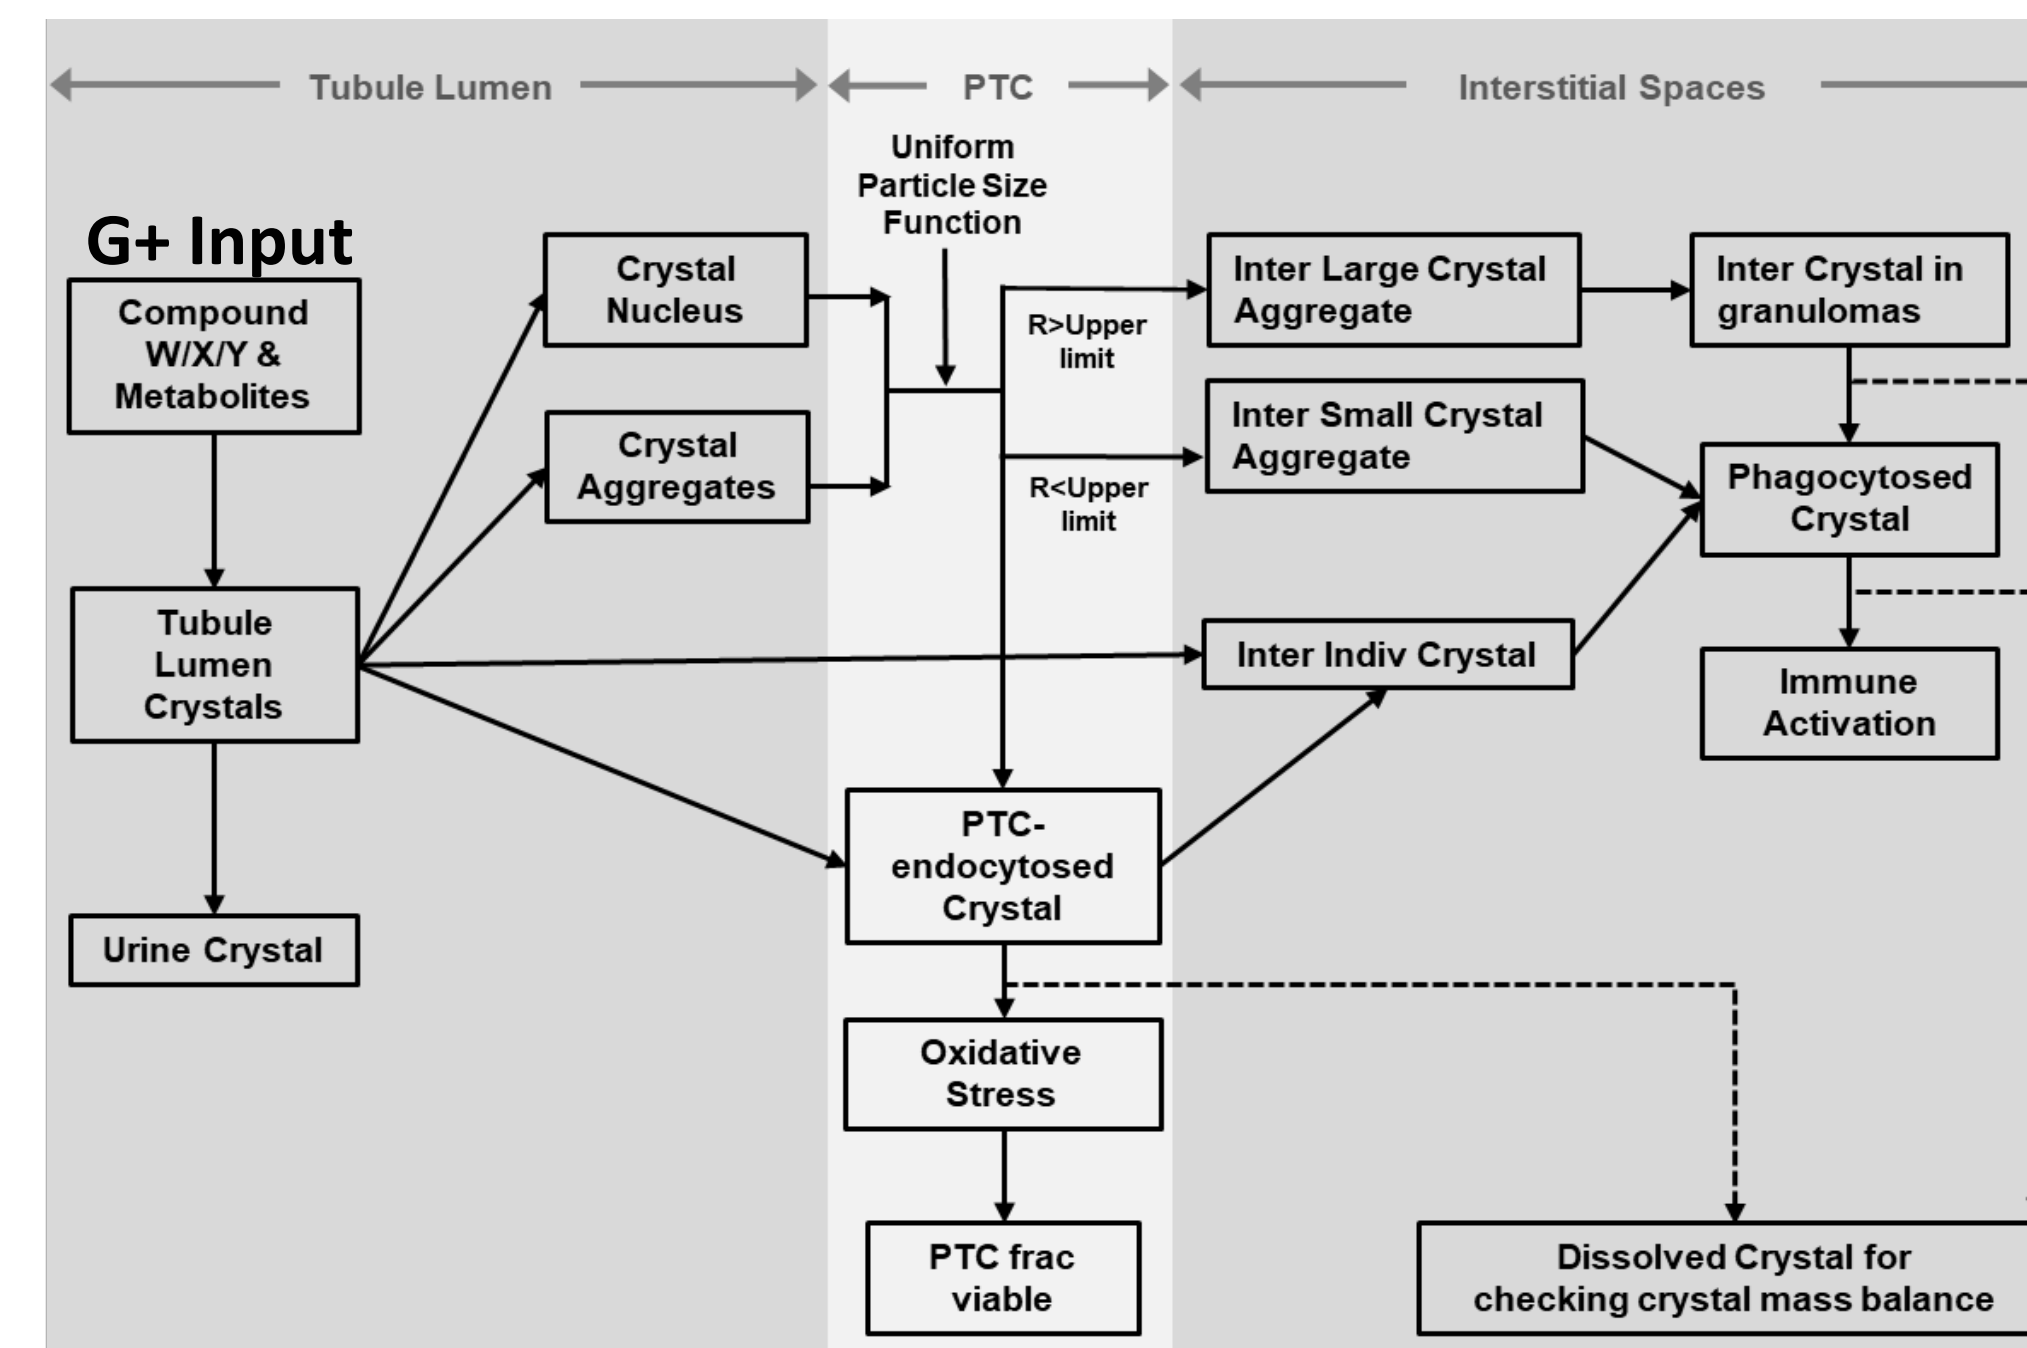 Tubule Lumen
PTC
Interstitial Spaces
Uniform
Particle Size
Function
G+ Input
Compound
W/X/Y &
Metabolites
Crystal
Nucleus
Crystal
Aggregates
R>Upper
limit
R<Upper
limit
Inter Large Crystal
Aggregate
Inter Crystal in
granulomas
Inter Small Crystal
Aggregate
Phagocytosed
Crystal
Tubule
Lumen
Crystals
Inter Indiv Crystal
Immune
Activation
PTC-
endocytosed
Crystal
Urine Crystal
Oxidative
Stress
PTC frac
viable
Dissolved Crystal for
checking crystal mass balance